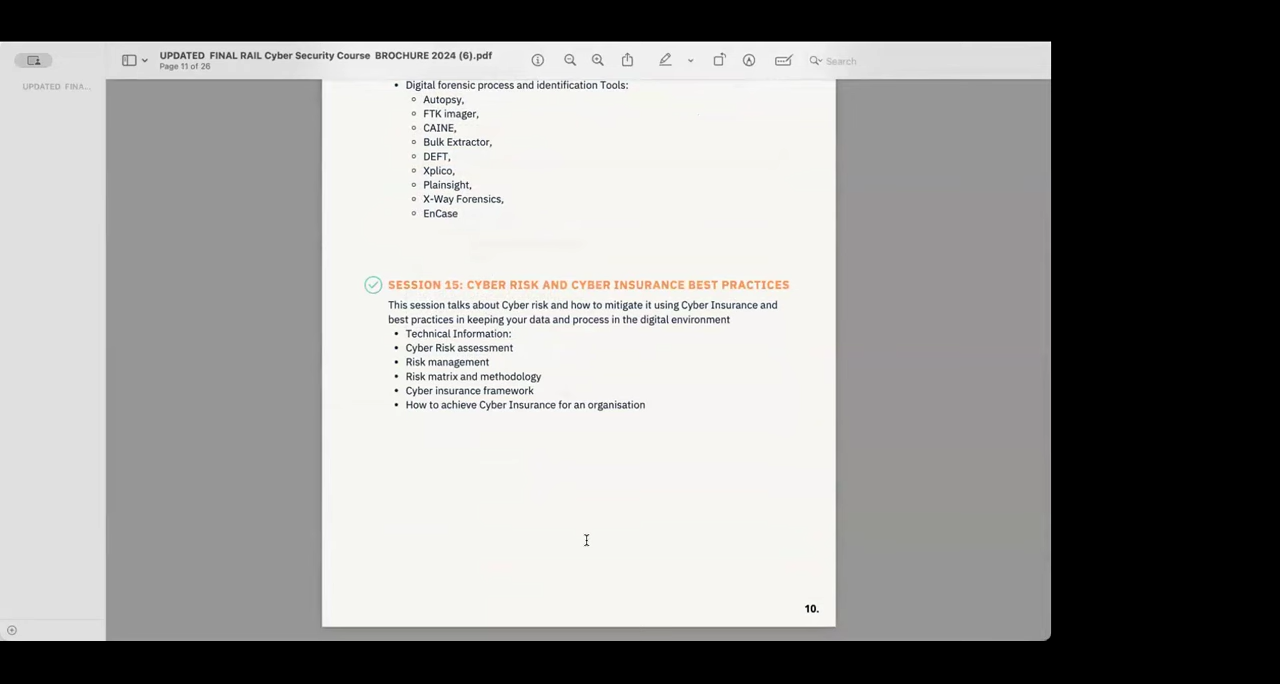 UPDATED FINAL RAIL Cyber Security Course BROCHURE 2024 (6).pdf
Page 11 of 26
Search
UPDATED FINA...
• Digital forensic process and identification Tools:
◦ Autopsy,
◦ FTK imager,
◦ CAINE,
◦ Bulk Extractor,
◦ DEFT,
◦ Xplico,
◦ Plainsight,
◦ X-Way Forensics,
◦ EnCase
SESSION 15: CYBER RISK AND CYBER INSURANCE BEST PRACTICES
This session talks about Cyber risk and how to mitigate it using Cyber Insurance and
best practices in keeping your data and process in the digital environment
• Technical Information:
• Cyber Risk assessment
• Risk management
• Risk matrix and methodology
• Cyber insurance framework
• How to achieve Cyber Insurance for an organisation
10.